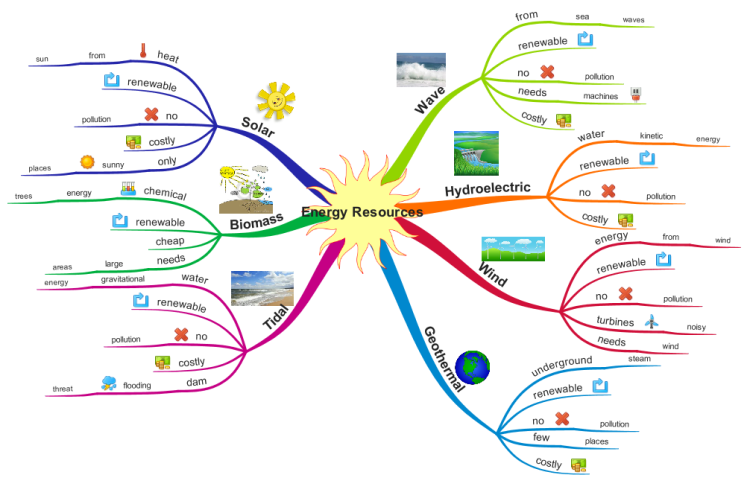 Energy Resources
Wave
from sea waves
renewable
no pollution
needs machines
costly
Hydroelectric
water kinetic energy
renewable
no pollution
costly
Wind
energy from wind
renewable
no pollution
turbines noisy
needs wind
Geothermal
underground steam
renewable
no pollution
few places
costly
Solar
sun from heat
renewable
pollution no
costly
places sunny only
Biomass
trees energy chemical
renewable
cheap
areas large needs
Tidal
energy gravitational water
renewable
pollution no
costly
threat flooding dam